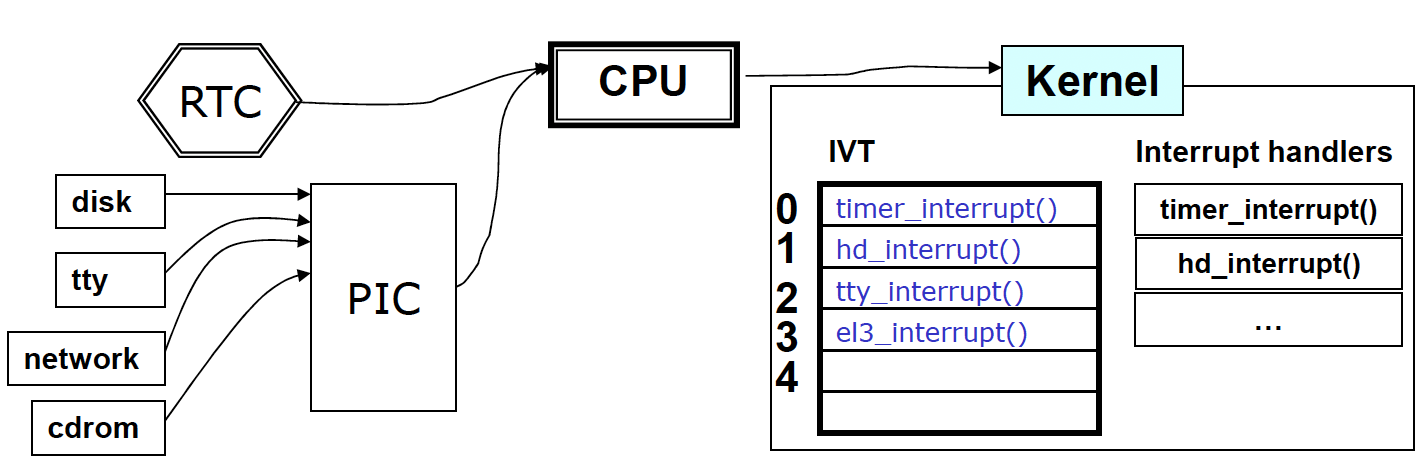 RTC
CPU
Kernel
disk
tty
network
cdrom
PIC
IVT
0 timer_interrupt()
1 hd_interrupt()
2 tty_interrupt()
3 el3_interrupt()
4
Interrupt handlers
timer_interrupt()
hd_interrupt()
...